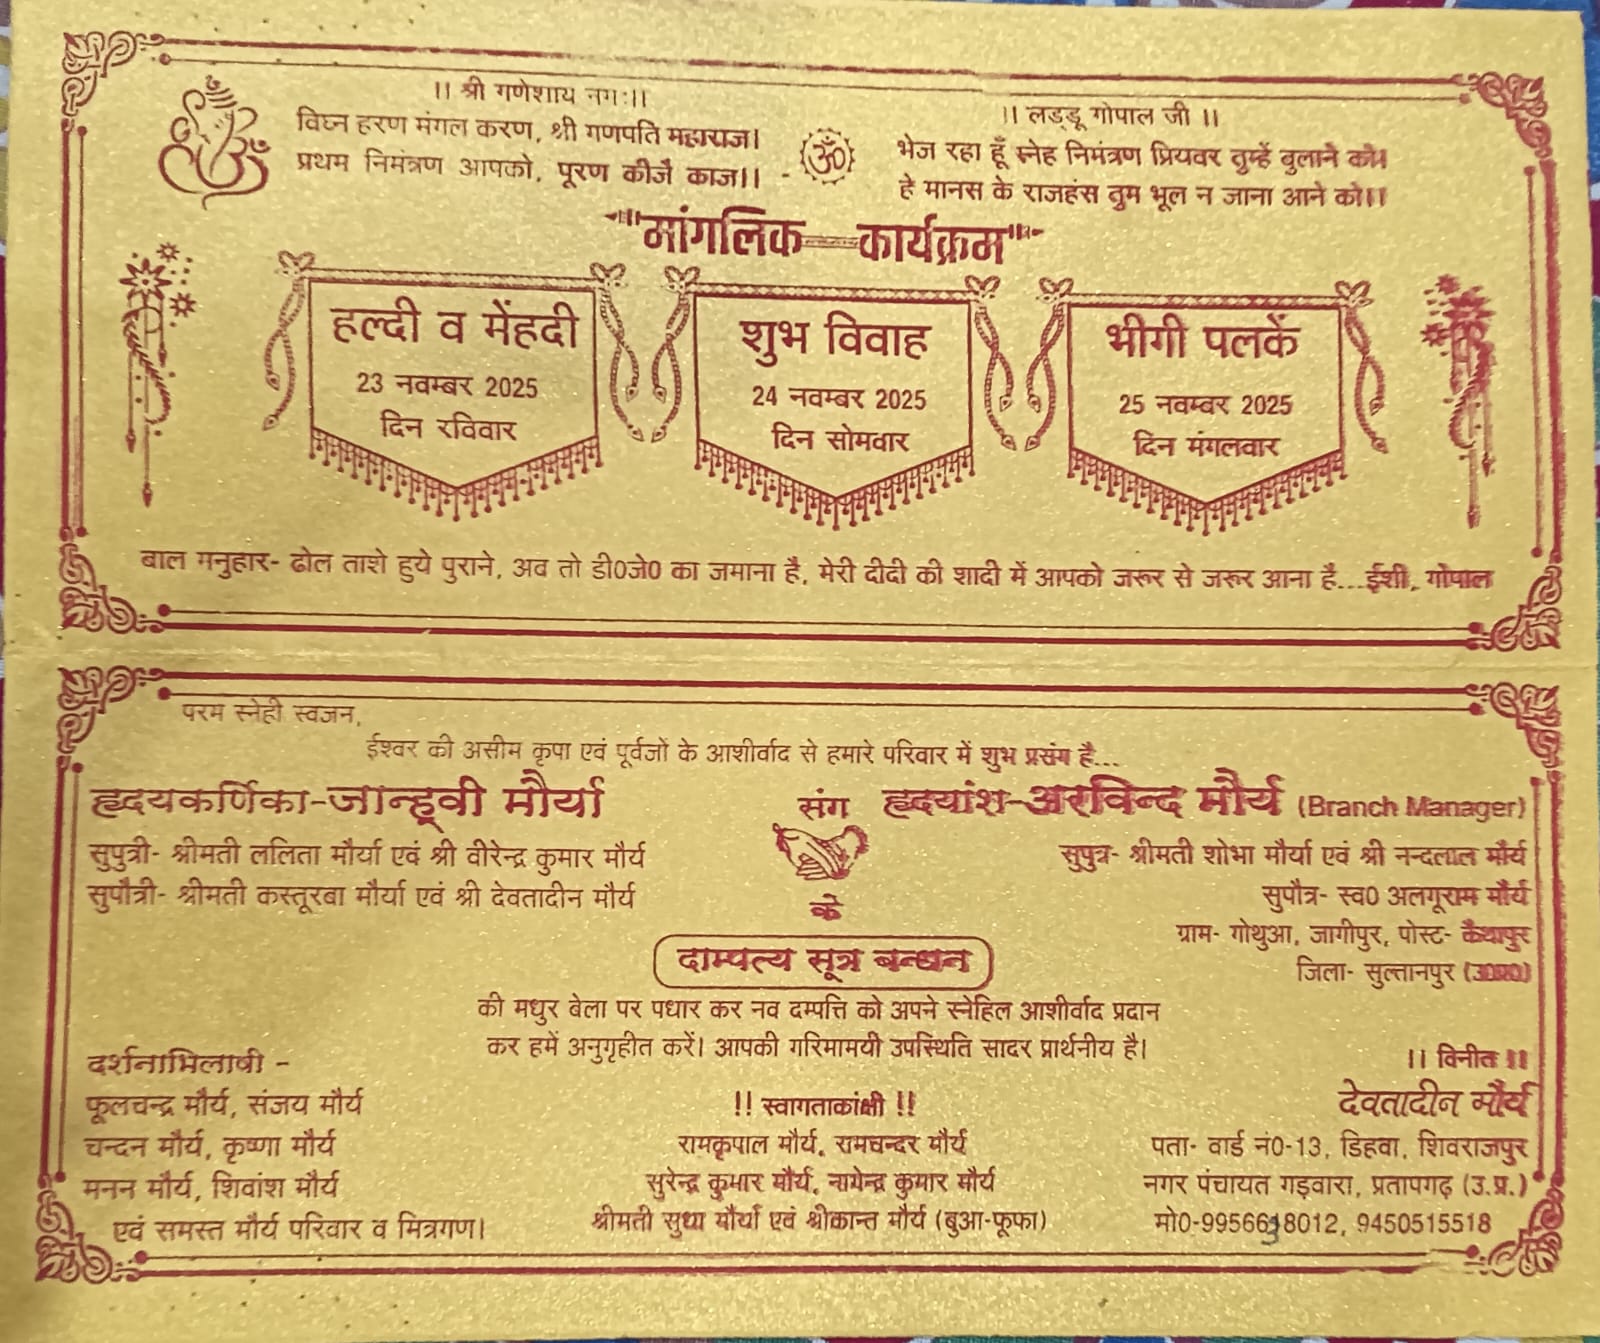 ।। श्री गणेशाय नमः।।
विघ्न हरण मंगल करण, श्री गणपति महाराज।
प्रथम निमंत्रण आपको, पूरण कीजै काज।।
ॐ
।। लड्डू गोपाल जी ।।
भेज रहा हूँ स्नेह निमंत्रण प्रियवर तुम्हें बुलाने को।
हे मानस के राजहंस तुम भूल न जाना आने को।।
मांगलिक कार्यक्रम
हल्दी व मेंहदी
23 नवम्बर 2025
दिन रविवार
शुभ विवाह
24 नवम्बर 2025
दिन सोमवार
भीगी पलकें
25 नवम्बर 2025
दिन मंगलवार
बाल मनुहार- ढोल ताशे हुये पुराने, अब तो डी0जे0 का जमाना है, मेरी दीदी की शादी में आपको जरूर से जरूर आना है...ईशी, गोपाल
परम स्नेही स्वजन,
ईश्वर की असीम कृपा एवं पूर्वजों के आशीर्वाद से हमारे परिवार में शुभ प्रसंग है...
हृदयकर्णिका-जान्हवी मौर्या
सुपुत्री- श्रीमती ललिता मौर्या एवं श्री वीरेन्द्र कुमार मौर्य
सुपौत्री- श्रीमती कस्तूरबा मौर्या एवं श्री देवतादीन मौर्य
संग
हृदयांश-अरविन्द मौर्य (Branch Manager)
सुपुत्र- श्रीमती शोभा मौर्या एवं श्री नन्दलाल मौर्य
सुपौत्र- स्व0 अलगूराम मौर्य
ग्राम- गोथुआ, जागीपुर, पोस्ट- कैथापुर
जिला- सुल्तानपुर (उ0प्र0)
के
दाम्पत्य सूत्र बन्धन
की मधुर बेला पर पधार कर नव दम्पत्ति को अपने स्नेहिल आशीर्वाद प्रदान
कर हमें अनुगृहीत करें। आपकी गरिमामयी उपस्थिति सादर प्रार्थनीय है।
दर्शनाभिलाषी -
फूलचन्द्र मौर्य, संजय मौर्य
चन्दन मौर्य, कृष्णा मौर्य
मनन मौर्य, शिवांश मौर्य
एवं समस्त मौर्य परिवार व मित्रगण।
!! स्वागताकांक्षी !!
रामकृपाल मौर्य, रामचन्दर मौर्य
सुरेन्द्र कुमार मौर्य, नागेन्द्र कुमार मौर्य
श्रीमती सुधा मौर्या एवं श्रीकान्त मौर्य (बुआ-फूफा)
।। विनीत ।।
देवतादीन मौर्य
पता- वार्ड नं0-13, डिहवा, शिवराजपुर
नगर पंचायत गड़वारा, प्रतापगढ़ (उ.प्र.)
मो0-, 9450515518